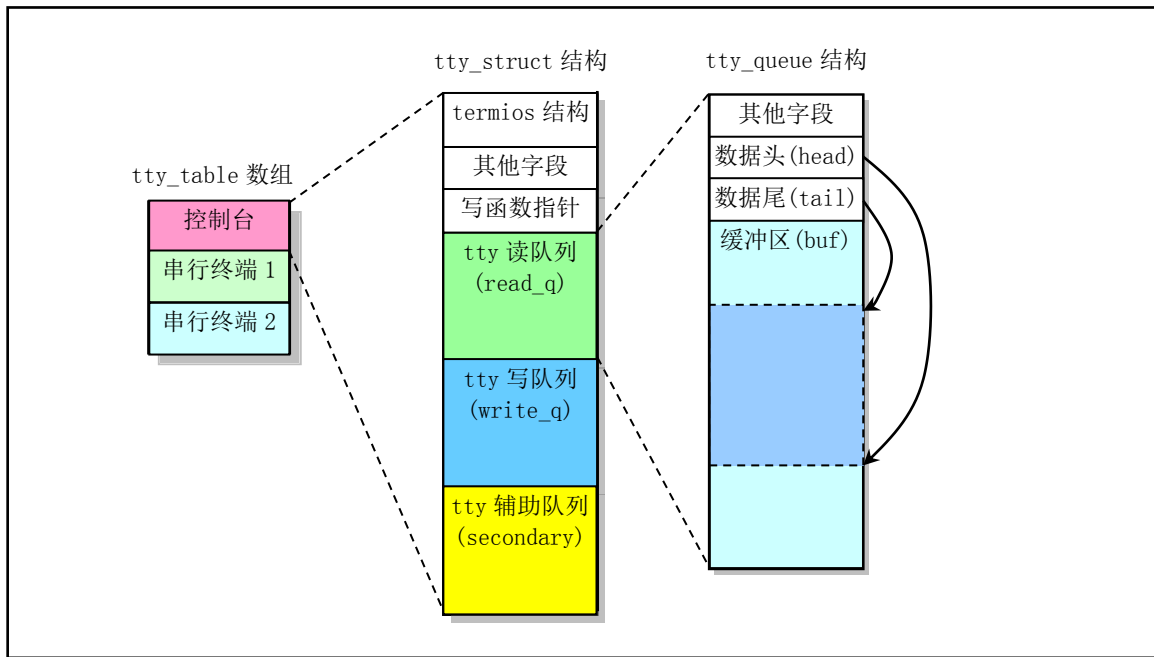 tty_struct 结构
tty_queue 结构
tty_table 数组
控制台
串行终端 1
串行终端 2
termios 结构
其他字段
写函数指针
tty 读队列
(read_q)
tty 写队列
(write_q)
tty 辅助队列
(secondary)
其他字段
数据头(head)
数据尾(tail)
缓冲区(buf)